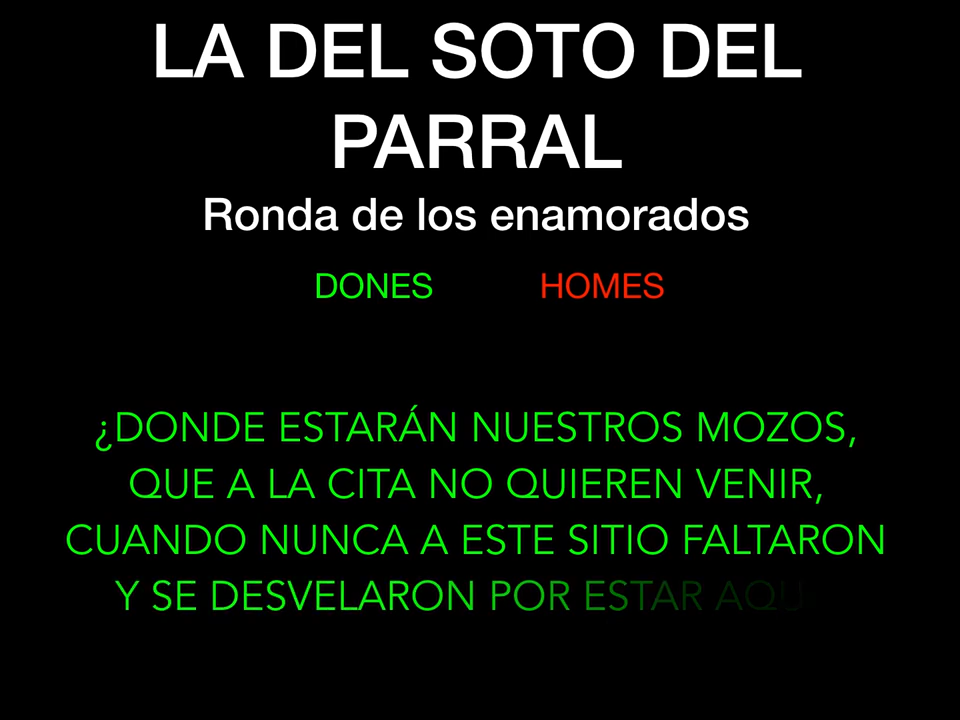 LA DEL SOTO DEL
PARRAL
Ronda de los enamorados
DONES HOMES
¿DONDE ESTARÁN NUESTROS MOZOS,
QUE A LA CITA NO QUIEREN VENIR,
CUANDO NUNCA A ESTE SITIO FALTARON
Y SE DESVELARON POR ESTAR